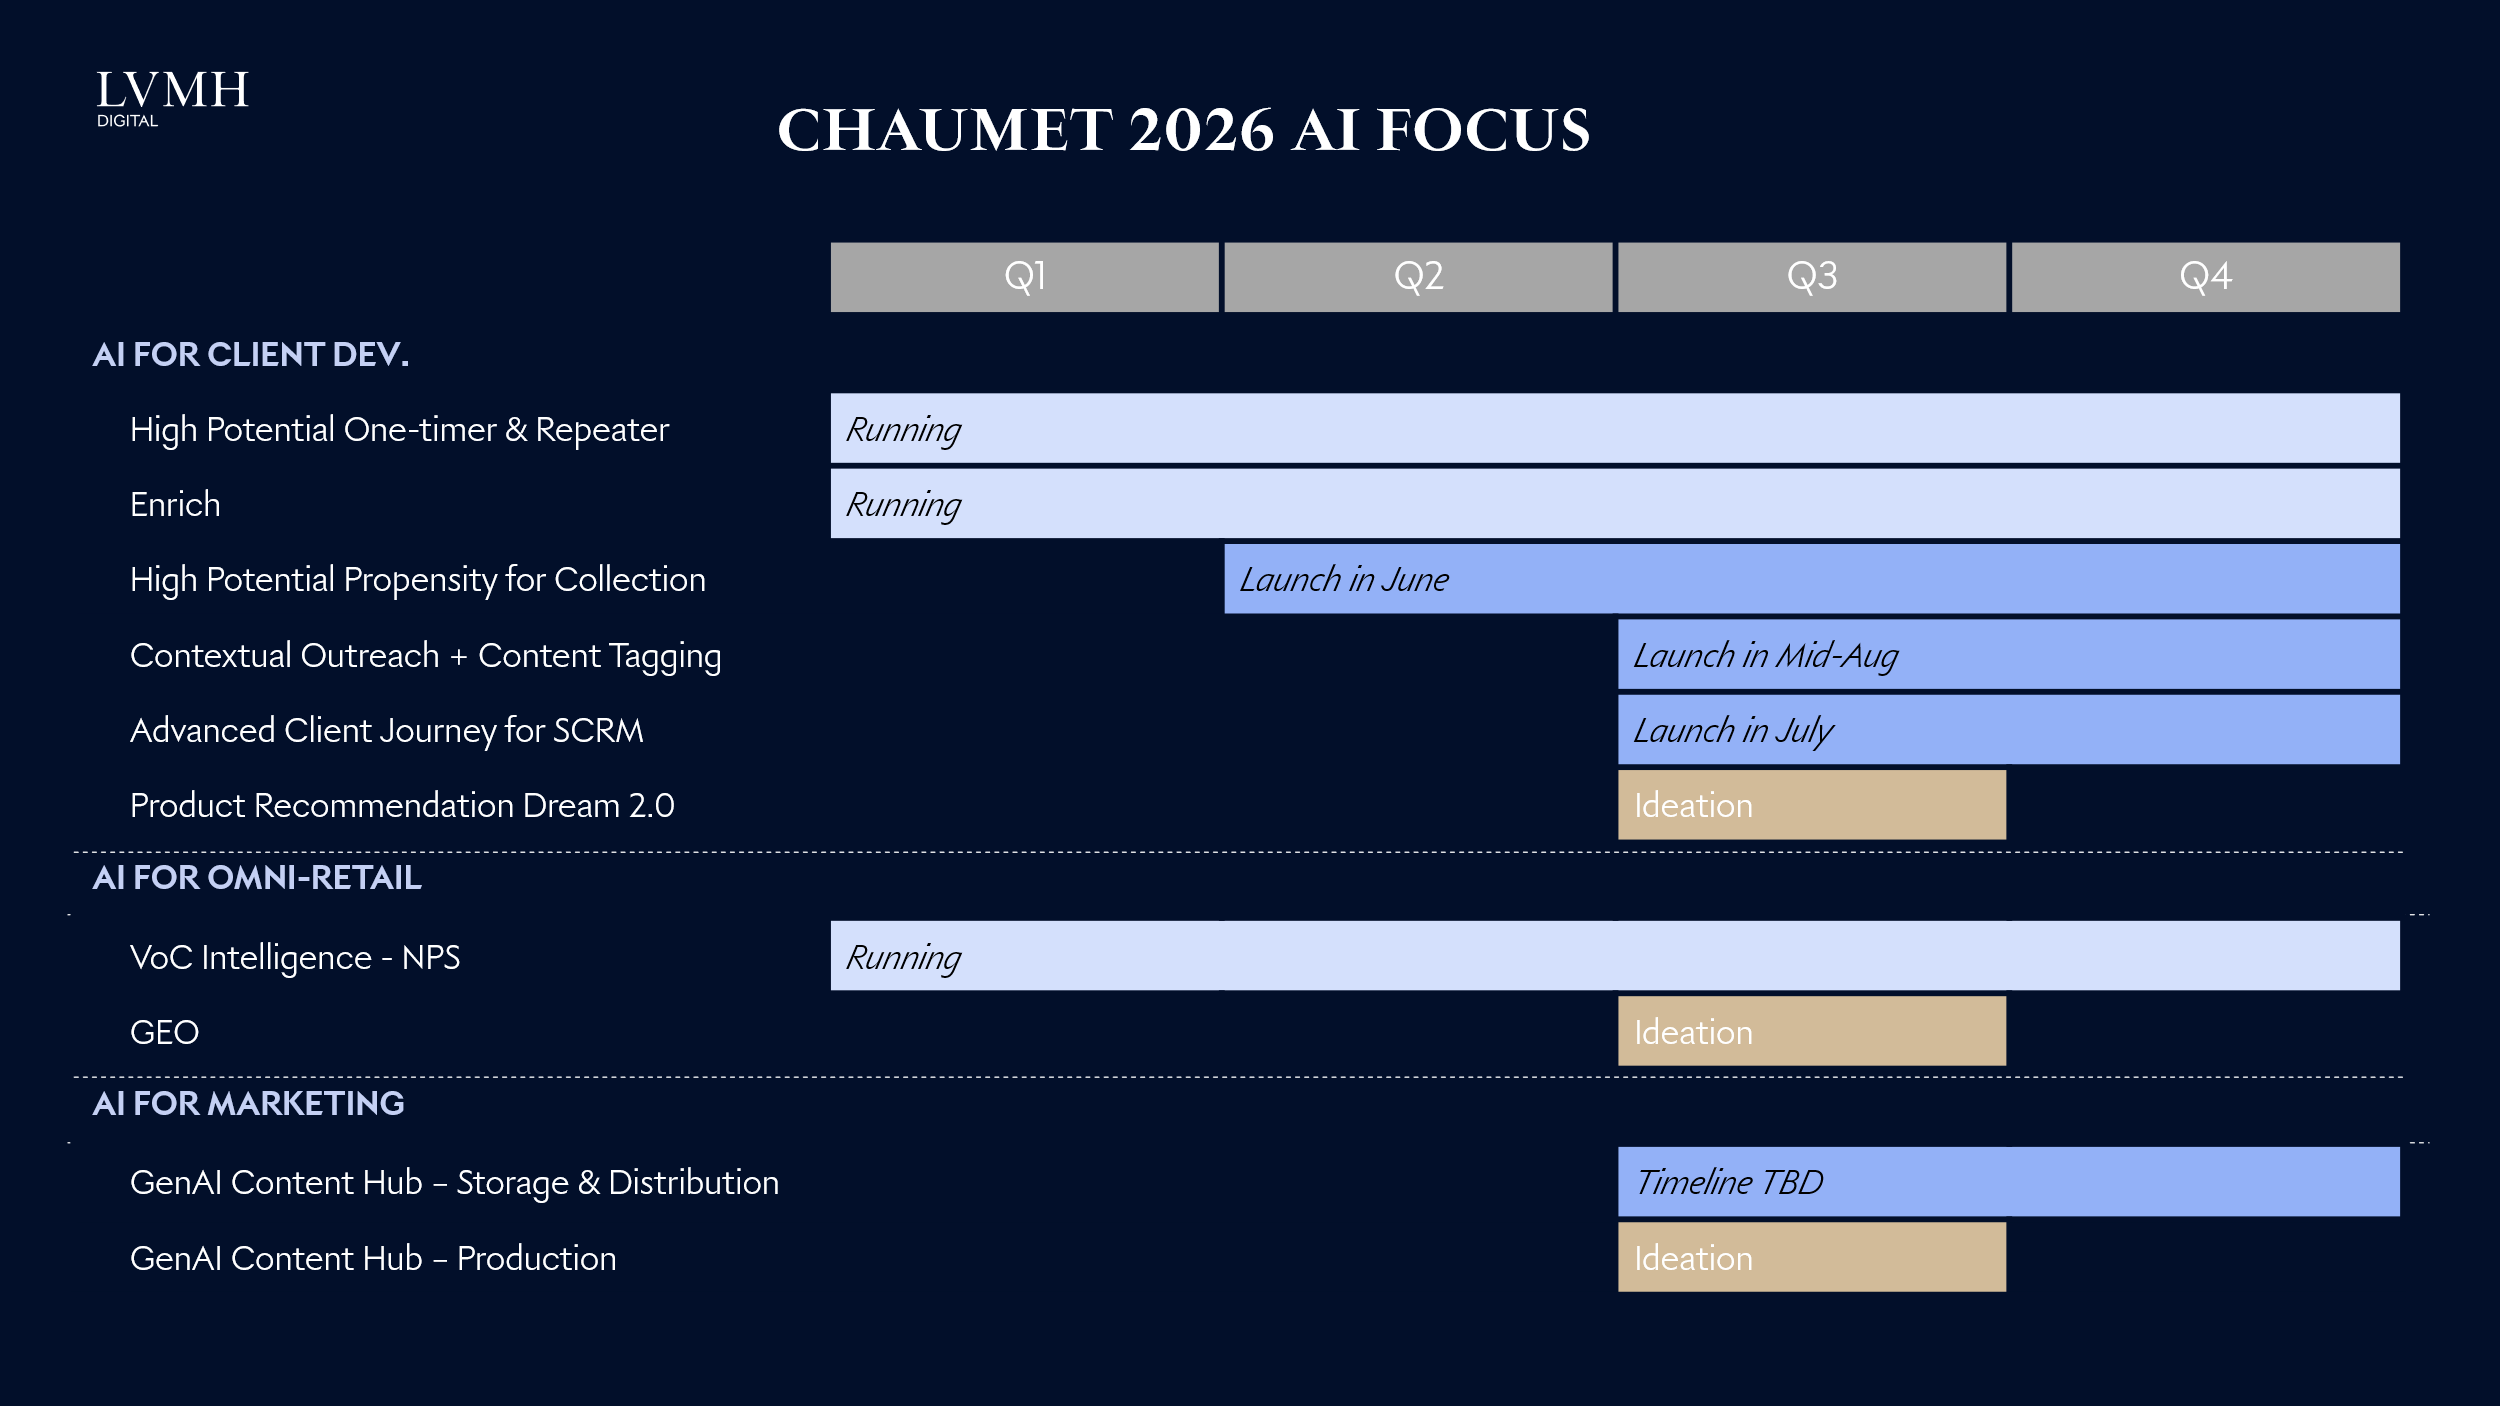 LVMH
DIGITAL
CHAUMET 2026 AI FOCUS
Q1 Q2 Q3 Q4
AI FOR CLIENT DEV.
High Potential One-timer & Repeater Running
Enrich Running
High Potential Propensity for Collection Launch in June
Contextual Outreach + Content Tagging Launch in Mid-Aug
Advanced Client Journey for SCRM Launch in July
Product Recommendation Dream 2.0 Ideation
AI FOR OMNI-RETAIL
VoC Intelligence - NPS Running
GEO Ideation
AI FOR MARKETING
GenAI Content Hub – Storage & Distribution Timeline TBD
GenAI Content Hub – Production Ideation